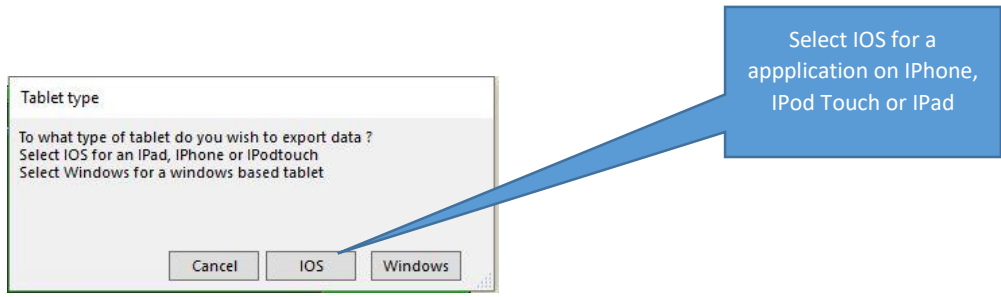 Tablet type
To what type of tablet do you wish to export data ?
Select IOS for an IPad, IPhone or IPodtouch
Select Windows for a windows based tablet
Cancel
IOS
Windows
Select IOS for a
appplication on IPhone,
IPod Touch or IPad